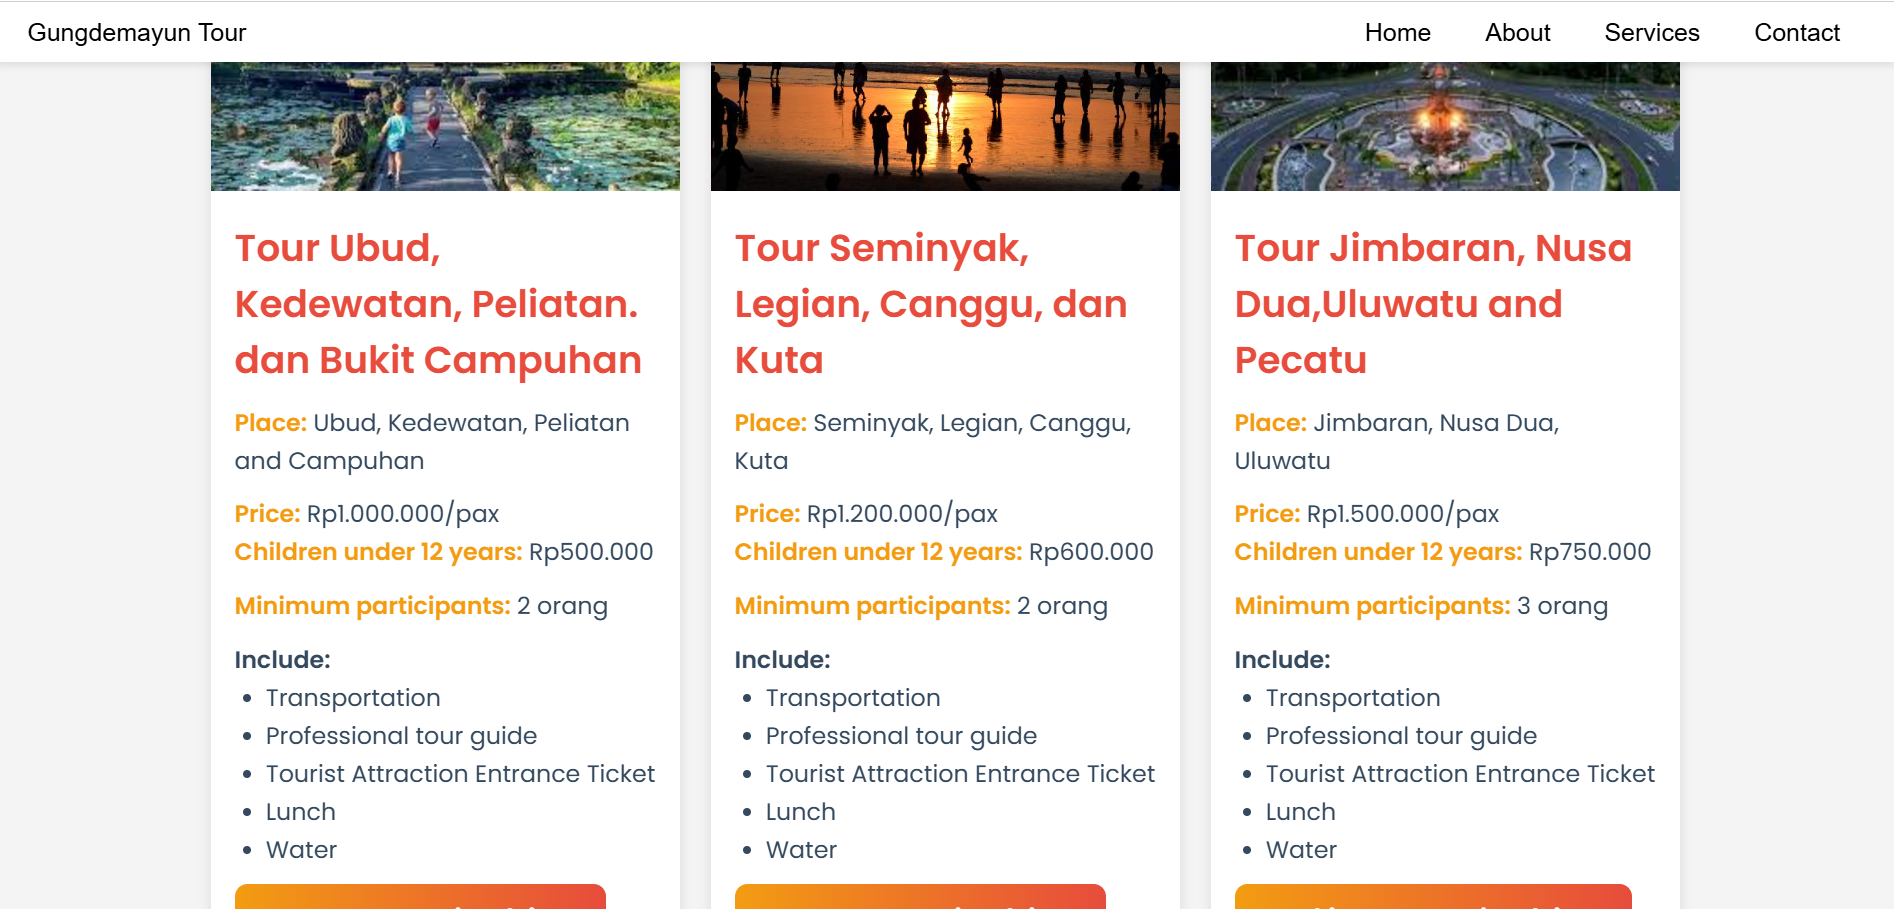 Gungdemayun Tour
Home
About
Services
Contact
Tour Ubud,
Kedewatan, Peliatan.
dan Bukit Campuhan
Place: Ubud, Kedewatan, Peliatan
and Campuhan
Price: Rp1.000.000/pax
Children under 12 years: Rp500.000
Minimum participants: 2 orang
Include:
• Transportation
• Professional tour guide
• Tourist Attraction Entrance Ticket
• Lunch
• Water
Tour Seminyak,
Legian, Canggu, dan
Kuta
Place: Seminyak, Legian, Canggu,
Kuta
Price: Rp1.200.000/pax
Children under 12 years: Rp600.000
Minimum participants: 2 orang
Include:
• Transportation
• Professional tour guide
• Tourist Attraction Entrance Ticket
• Lunch
• Water
Tour Jimbaran, Nusa
Dua,Uluwatu and
Pecatu
Place: Jimbaran, Nusa Dua,
Uluwatu
Price: Rp1.500.000/pax
Children under 12 years: Rp750.000
Minimum participants: 3 orang
Include:
• Transportation
• Professional tour guide
• Tourist Attraction Entrance Ticket
• Lunch
• Water